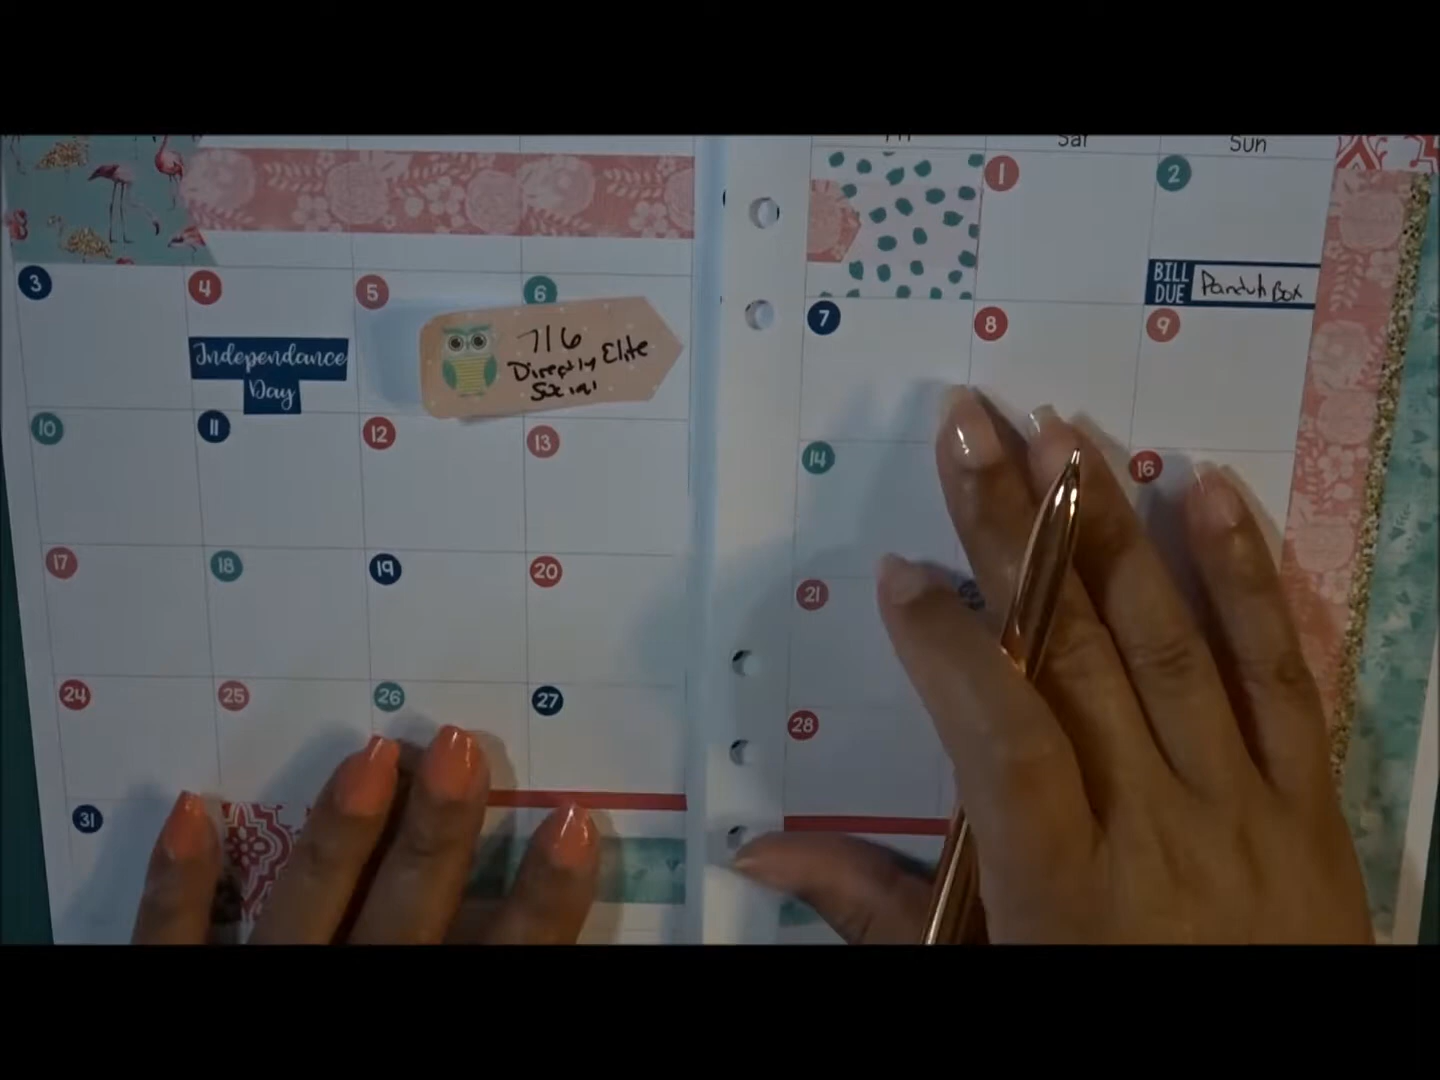 Fri Sat Sun
1 2
BILL DUE
Box
3 4 5 6 7 8 9
Independance
Day
7/6
Directly Elite
Social
10 11 12 13 14 16
17 18 19 20 21
24 25 26 27 28
31